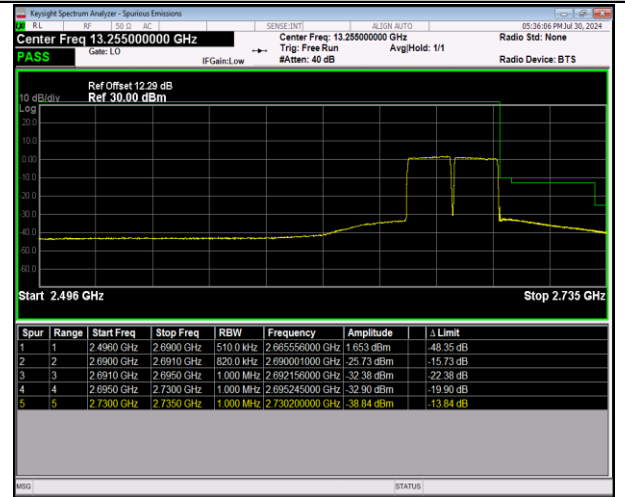 Keysight Spectrum Analyzer - Spurious Emissions
RL RF 50 Ω AC SENSE:INT ALIGN AUTO 05:36:06 PM Jul 30, 2024
Center Freq 13.255000000 GHz Center Freq: 13.255000000 GHz Radio Std: None
PASS Gate: LO IFGain:Low Trig: Free Run Avg|Hold: 1/1
#Atten: 40 dB Radio Device: BTS
Ref Offset 12.29 dB
10 dB/div Ref 30.00 dBm
Log
20.0
10.0
0.00
-10.0
-20.0
-30.0
-40.0
-50.0
-60.0
Start 2.496 GHz Stop 2.735 GHz
Spur Range Start Freq Stop Freq RBW Frequency Amplitude Δ Limit
1 1 2.4960 GHz 2.6900 GHz 510.0 kHz 2.665556000 GHz 1.653 dBm -48.35 dB
2 2 2.6900 GHz 2.6910 GHz 820.0 kHz 2.690001000 GHz -25.73 dBm -15.73 dB
3 3 2.6910 GHz 2.6950 GHz 1.000 MHz 2.692156000 GHz -32.38 dBm -22.38 dB
4 4 2.6950 GHz 2.7300 GHz 1.000 MHz 2.695245000 GHz -32.90 dBm -19.90 dB
5 5 2.7300 GHz 2.7350 GHz 1.000 MHz 2.730200000 GHz -38.84 dBm -13.84 dB
MSG STATUS